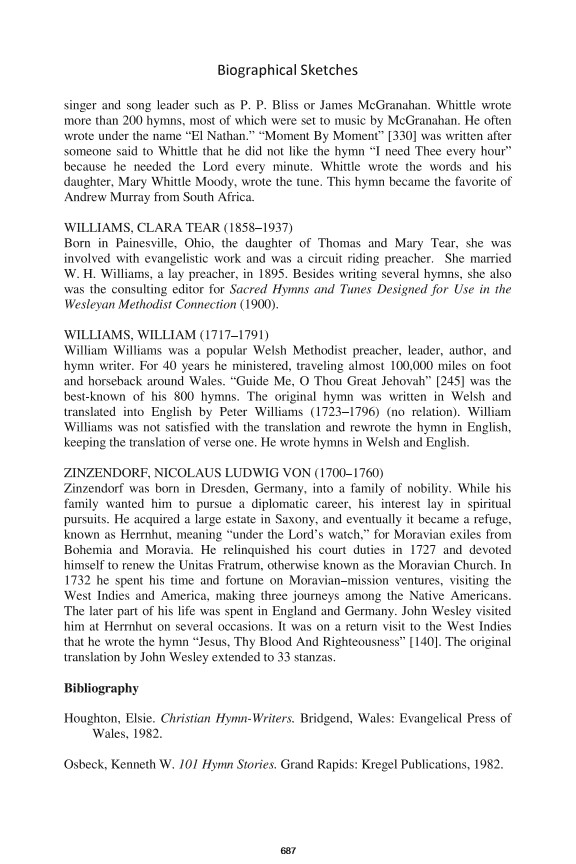 Biographical Sketches
singer and song leader such as P. P. Bliss or James McGranahan. Whittle wrote
more than 200 hymns, most of which were set to music by McGranahan. He often
wrote under the name “El Nathan.” “Moment By Moment” [330] was written after
someone said to Whittle that he did not like the hymn “I need Thee every hour”
because he needed the Lord every minute. Whittle wrote the words and his
daughter, Mary Whittle Moody, wrote the tune. This hymn became the favorite of
Andrew Murray from South Africa.
WILLIAMS, CLARA TEAR (1858–1937)
Born in Painesville, Ohio, the daughter of Thomas and Mary Tear, she was
involved with evangelistic work and was a circuit riding preacher. She married
W. H. Williams, a lay preacher, in 1895. Besides writing several hymns, she also
was the consulting editor for Sacred Hymns and Tunes Designed for Use in the
Wesleyan Methodist Connection (1900).
WILLIAMS, WILLIAM (1717–1791)
William Williams was a popular Welsh Methodist preacher, leader, author, and
hymn writer. For 40 years he ministered, traveling almost 100,000 miles on foot
and horseback around Wales. “Guide Me, O Thou Great Jehovah” [245] was the
best-known of his 800 hymns. The original hymn was written in Welsh and
translated into English by Peter Williams (1723–1796) (no relation). William
Williams was not satisfied with the translation and rewrote the hymn in English,
keeping the translation of verse one. He wrote hymns in Welsh and English.
ZINZENDORF, NICOLAUS LUDWIG VON (1700–1760)
Zinzendorf was born in Dresden, Germany, into a family of nobility. While his
family wanted him to pursue a diplomatic career, his interest lay in spiritual
pursuits. He acquired a large estate in Saxony, and eventually it became a refuge,
known as Herrnhut, meaning “under the Lord’s watch,” for Moravian exiles from
Bohemia and Moravia. He relinquished his court duties in 1727 and devoted
himself to renew the Unitas Fratrum, otherwise known as the Moravian Church. In
1732 he spent his time and fortune on Moravian–mission ventures, visiting the
West Indies and America, making three journeys among the Native Americans.
The later part of his life was spent in England and Germany. John Wesley visited
him at Herrnhut on several occasions. It was on a return visit to the West Indies
that he wrote the hymn “Jesus, Thy Blood And Righteousness” [140]. The original
translation by John Wesley extended to 33 stanzas.
Bibliography
Houghton, Elsie. Christian Hymn-Writers. Bridgend, Wales: Evangelical Press of
Wales, 1982.
Osbeck, Kenneth W. 101 Hymn Stories. Grand Rapids: Kregel Publications, 1982.
687